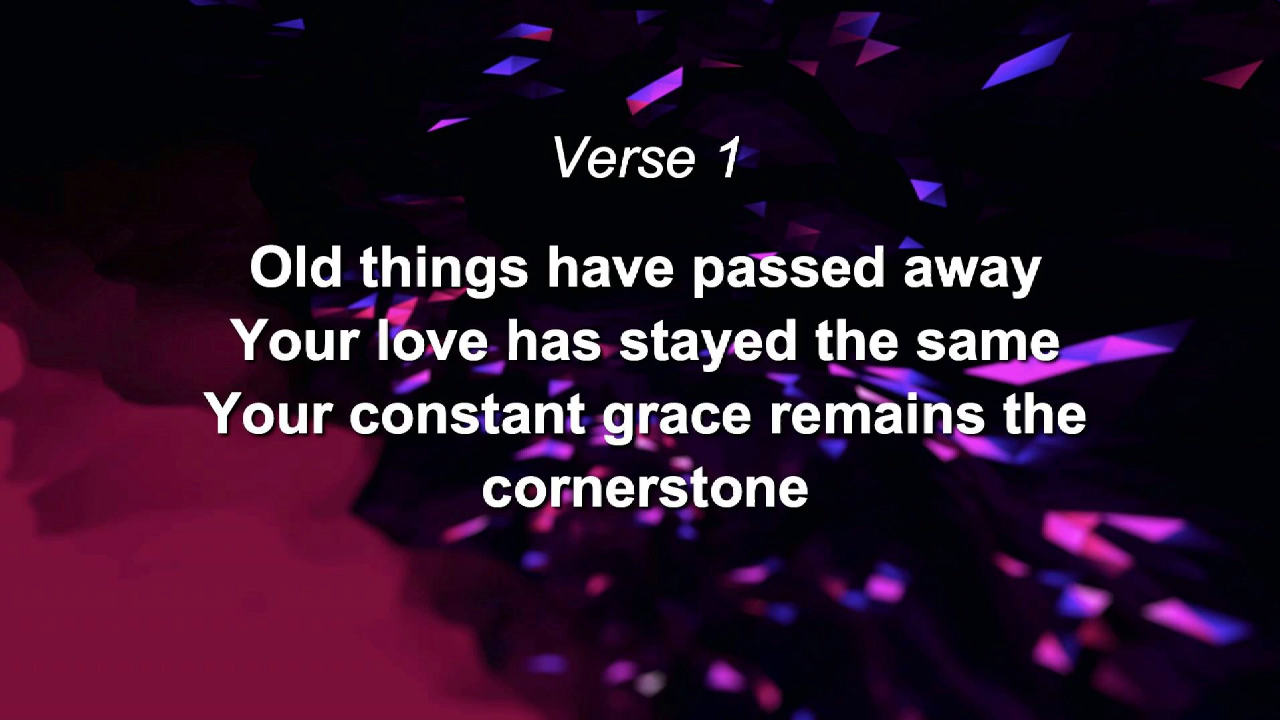 Verse 1
Old things have passed away
Your love has stayed the same
Your constant grace remains the
cornerstone